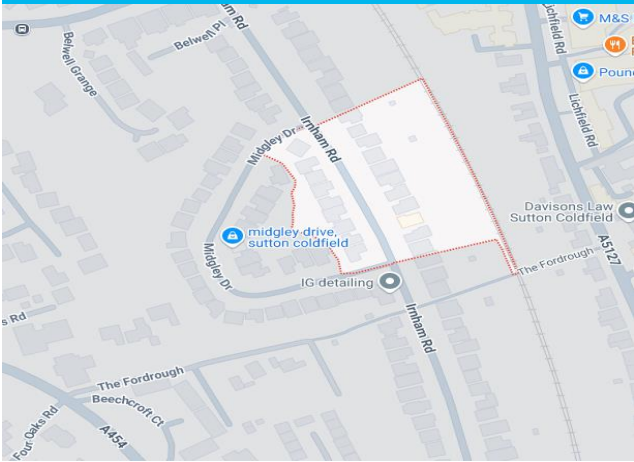 M&S
Lichfield Rd
Poun
Belwell Pl
Belwell Grange
Irnham Rd
Midgley Dr
Lichfield Rd
Davisons Law
Sutton Coldfield
midgley drive,
sutton coldfield
A5127
The Fordrough
Midgley Dr
IG detailing
Irnham Rd
The Fordrough
Beechcroft Ct
Four Oaks Rd
A454